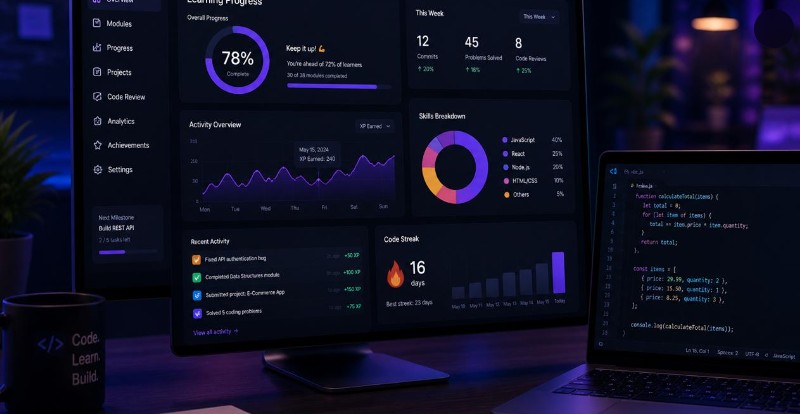 Overview
Modules
Progress
Projects
Code Review
Analytics
Achievements
Settings
Next Milestone
Build REST API
2 / 5 tasks left
Learning Progress
Overall Progress
78%
Complete
Keep it up! 💪
You're ahead of 72% of learners
30 of 38 modules completed
This Week
This Week
12
Commits
↑ 20%
45
Problems Solved
↑ 18%
8
Code Reviews
↑ 25%
Activity Overview
XP Earned
May 15, 2024
XP Earned: 240
Mon Tue Wed Thu Fri Sat Sun
Skills Breakdown
JavaScript 40%
React 25%
Node.js 20%
HTML/CSS 10%
Others 5%
Recent Activity
Fixed API authentication bug +50 XP
Completed Data Structures module +100 XP
Submitted project: E-Commerce App +150 XP
Solved 5 coding problems +75 XP
View all activity →
Code Streak
16
days
Best streak: 23 days
Today
</> Code.
Learn.
Build.
function calculateTotal(items) {
let total = 0;
for (let item of items) {
total += item.price * item.quantity;
}
return total;
}
const items = [
{ price: 29.99, quantity: 2 },
{ price: 15.50, quantity: 1 },
{ price: 8.25, quantity: 3 },
];
console.log(calculateTotal(items));
Spaces: 2 UTF-8 JavaScript